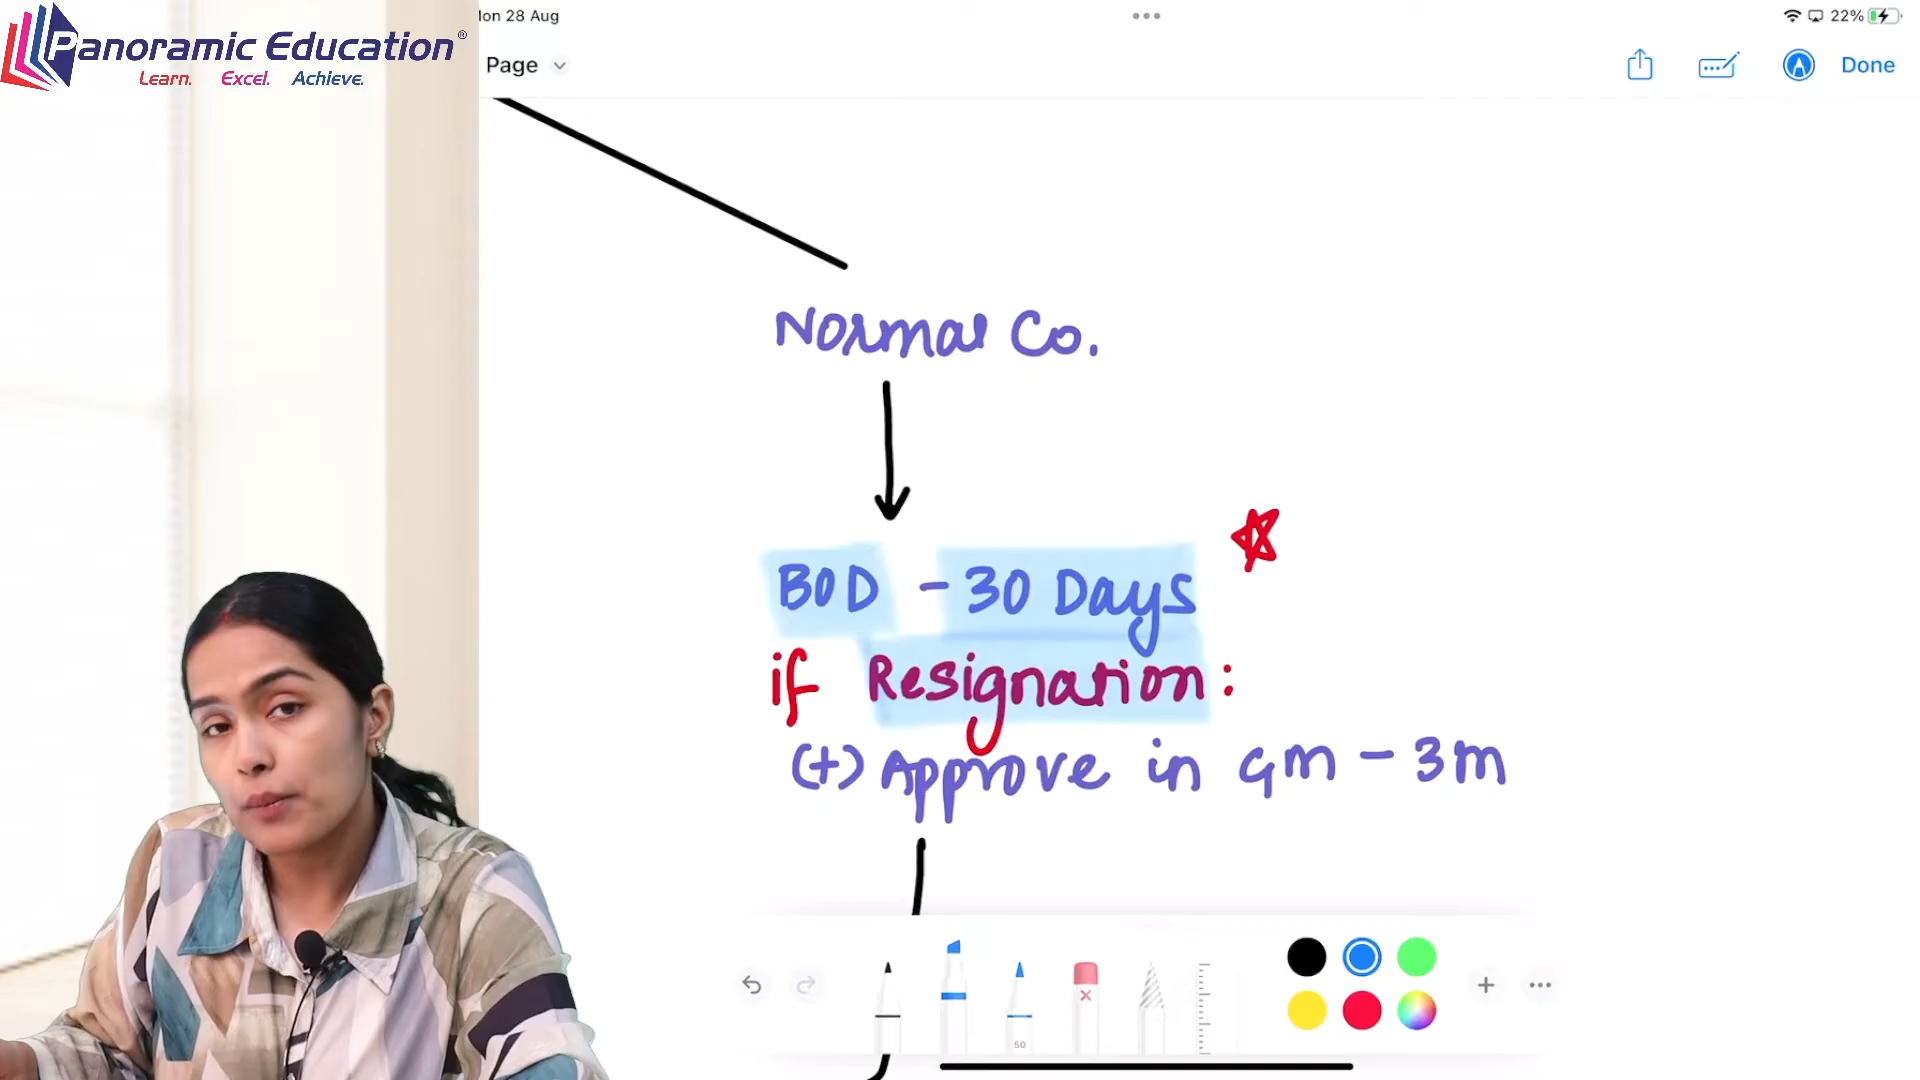 Panoramic Education®
Learn. Excel. Achieve.
Mon 28 Aug
22%
Page
Done
Normal Co.
BOD - 30 Days
if Resignation:
(+) Approve in GM - 3m
50